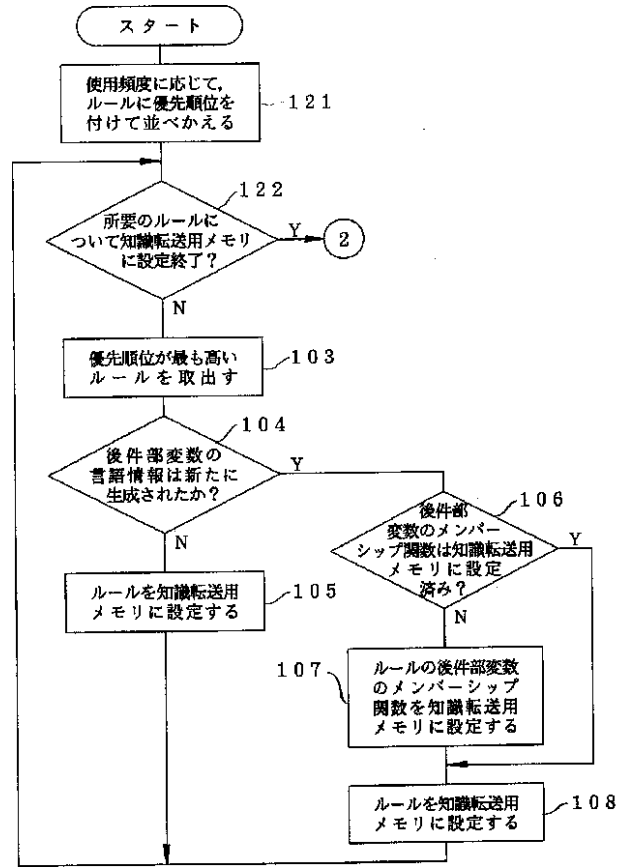 スタート
使用頻度に応じて，
ルールに優先順位を
付けて並べかえる
121
122
所要のルールに
ついて知識転送用メモリ
に設定終了？
Y
2
N
優先順位が最も高い
ルールを取出す
103
104
後件部変数の
言語情報は新たに
生成されたか？
Y
N
106
後件部
変数のメンバー
シップ関数は知識転送用
メモリに設定
済み？
Y
N
ルールを知識転送用
メモリに設定する
105
107
ルールの後件部変数
のメンバーシップ
関数を知識転送用
メモリに設定する
ルールを知識転送用
メモリに設定する
108